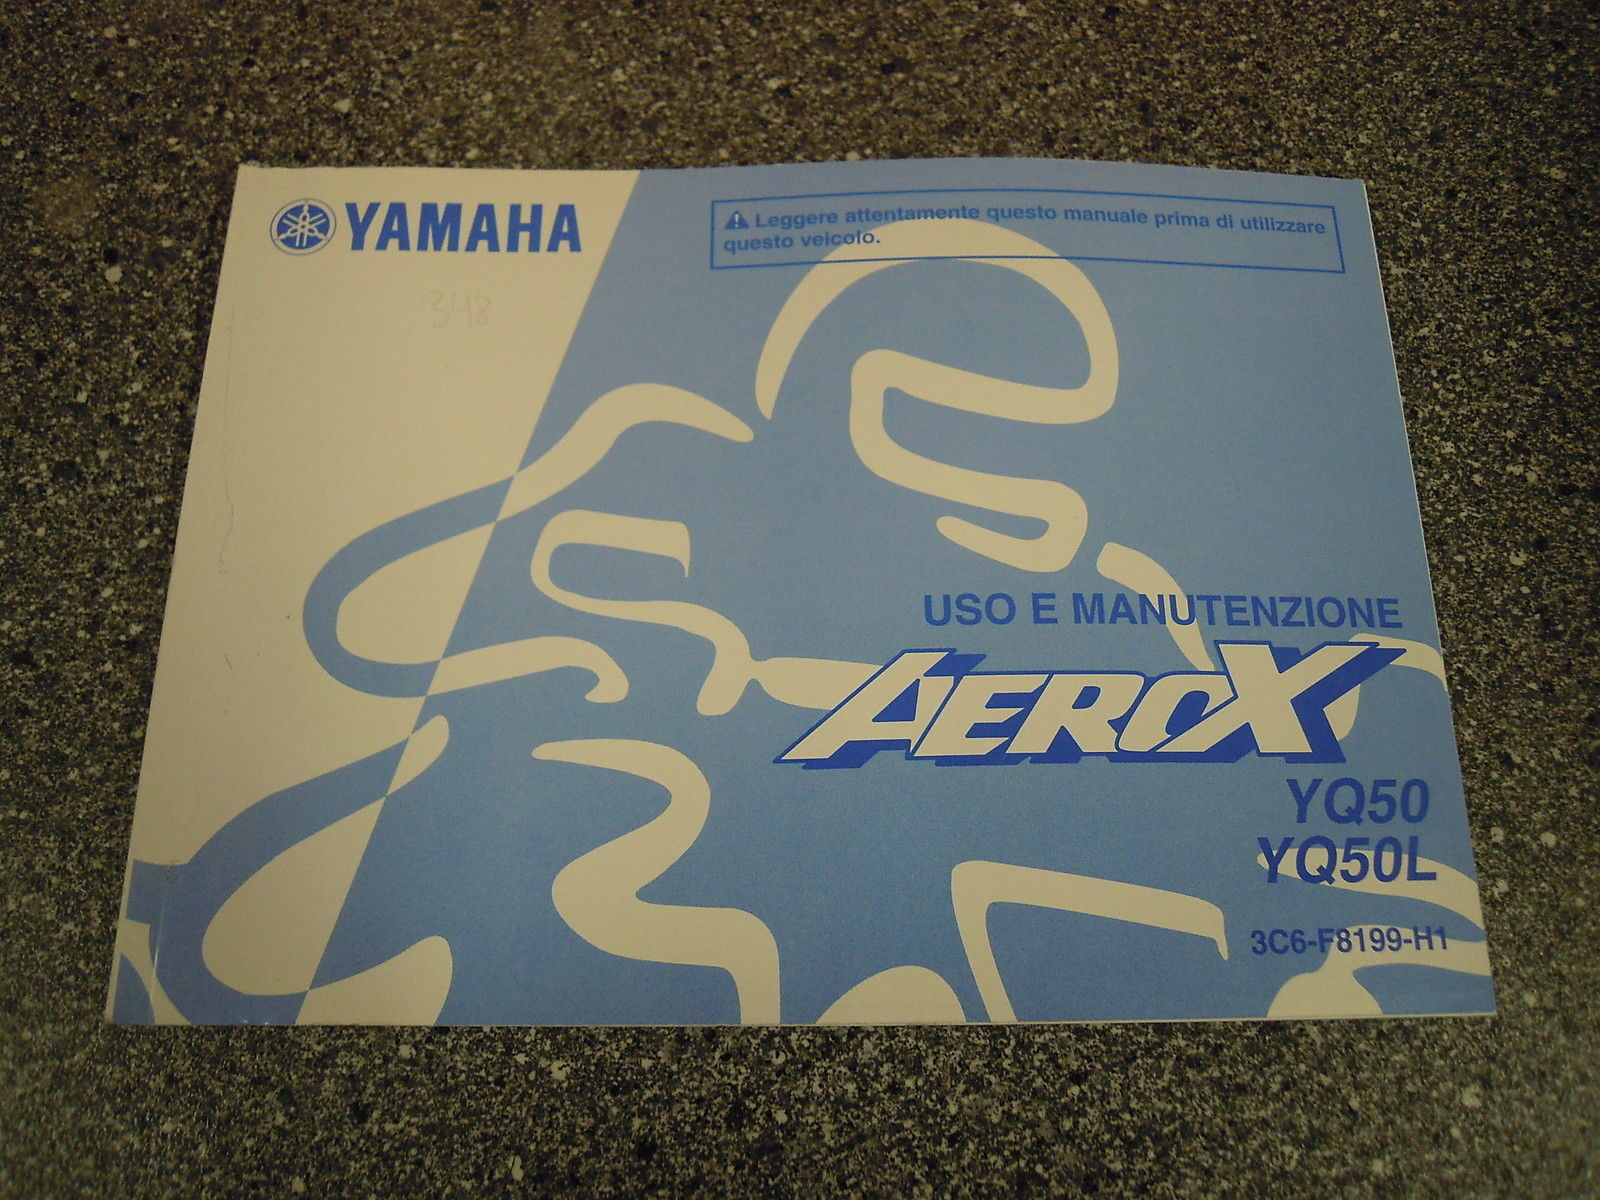 YAMAHA
⚠ Leggere attentamente questo manuale prima di utilizzare
questo veicolo.
348
USO E MANUTENZIONE
AEROX
YQ50
YQ50L
3C6-F8199-H1